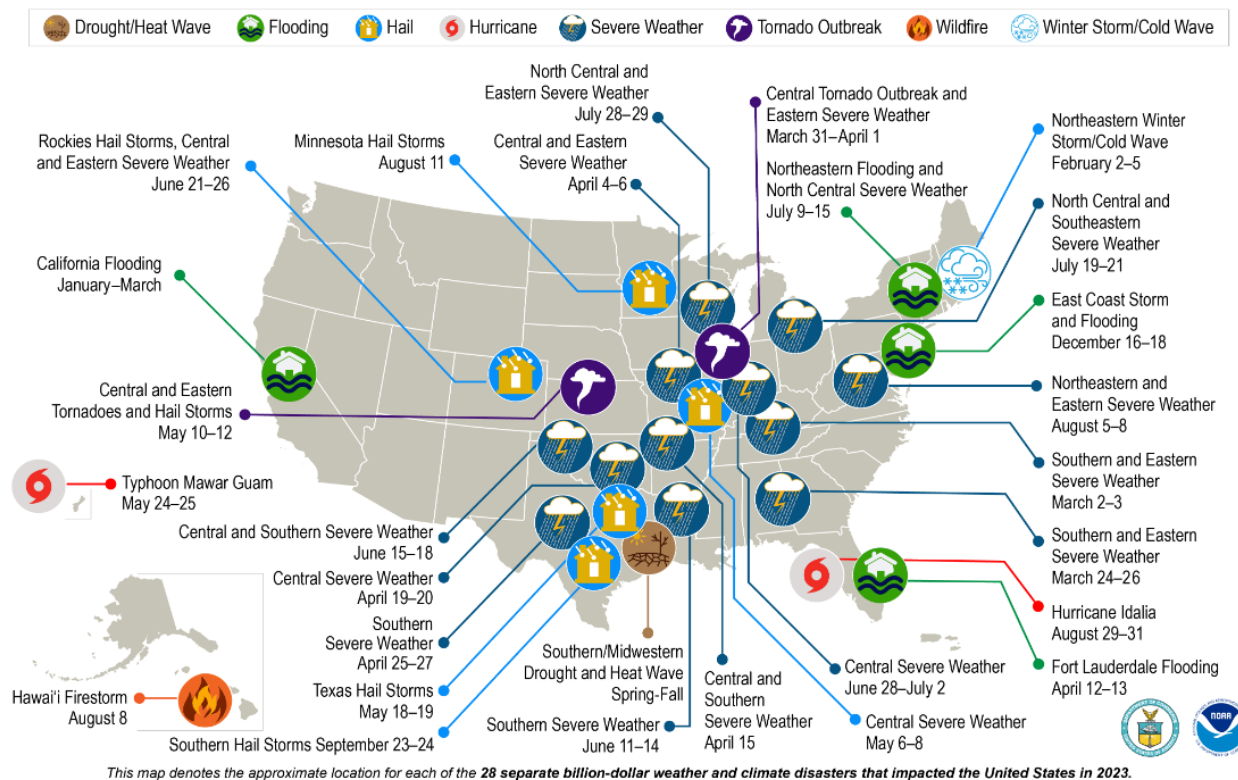 Drought/Heat Wave
Flooding
Hail
Hurricane
Severe Weather
Tornado Outbreak
Wildfire
Winter Storm/Cold Wave
North Central and
Eastern Severe Weather
July 28–29
Central Tornado Outbreak and
Eastern Severe Weather
March 31–April 1
Northeastern Winter
Storm/Cold Wave
February 2–5
Rockies Hail Storms, Central
and Eastern Severe Weather
June 21–26
Minnesota Hail Storms
August 11
Central and Eastern
Severe Weather
April 4–6
Northeastern Flooding and
North Central Severe Weather
July 9–15
North Central and
Southeastern
Severe Weather
July 19–21
California Flooding
January–March
East Coast Storm
and Flooding
December 16–18
Central and Eastern
Tornadoes and Hail Storms
May 10–12
Northeastern and
Eastern Severe Weather
August 5–8
Typhoon Mawar Guam
May 24–25
Southern and Eastern
Severe Weather
March 2–3
Central and Southern Severe Weather
June 15–18
Southern and Eastern
Severe Weather
March 24–26
Central Severe Weather
April 19–20
Hurricane Idalia
August 29–31
Southern
Severe Weather
April 25–27
Southern/Midwestern
Drought and Heat Wave
Spring-Fall
Central and
Southern
Severe Weather
April 15
Central Severe Weather
June 28–July 2
Fort Lauderdale Flooding
April 12–13
Hawai‘i Firestorm
August 8
Texas Hail Storms
May 18–19
Southern Severe Weather
June 11–14
Central Severe Weather
May 6–8
Southern Hail Storms September 23–24
NOAA
This map denotes the approximate location for each of the 28 separate billion-dollar weather and climate disasters that impacted the United States in 2023.